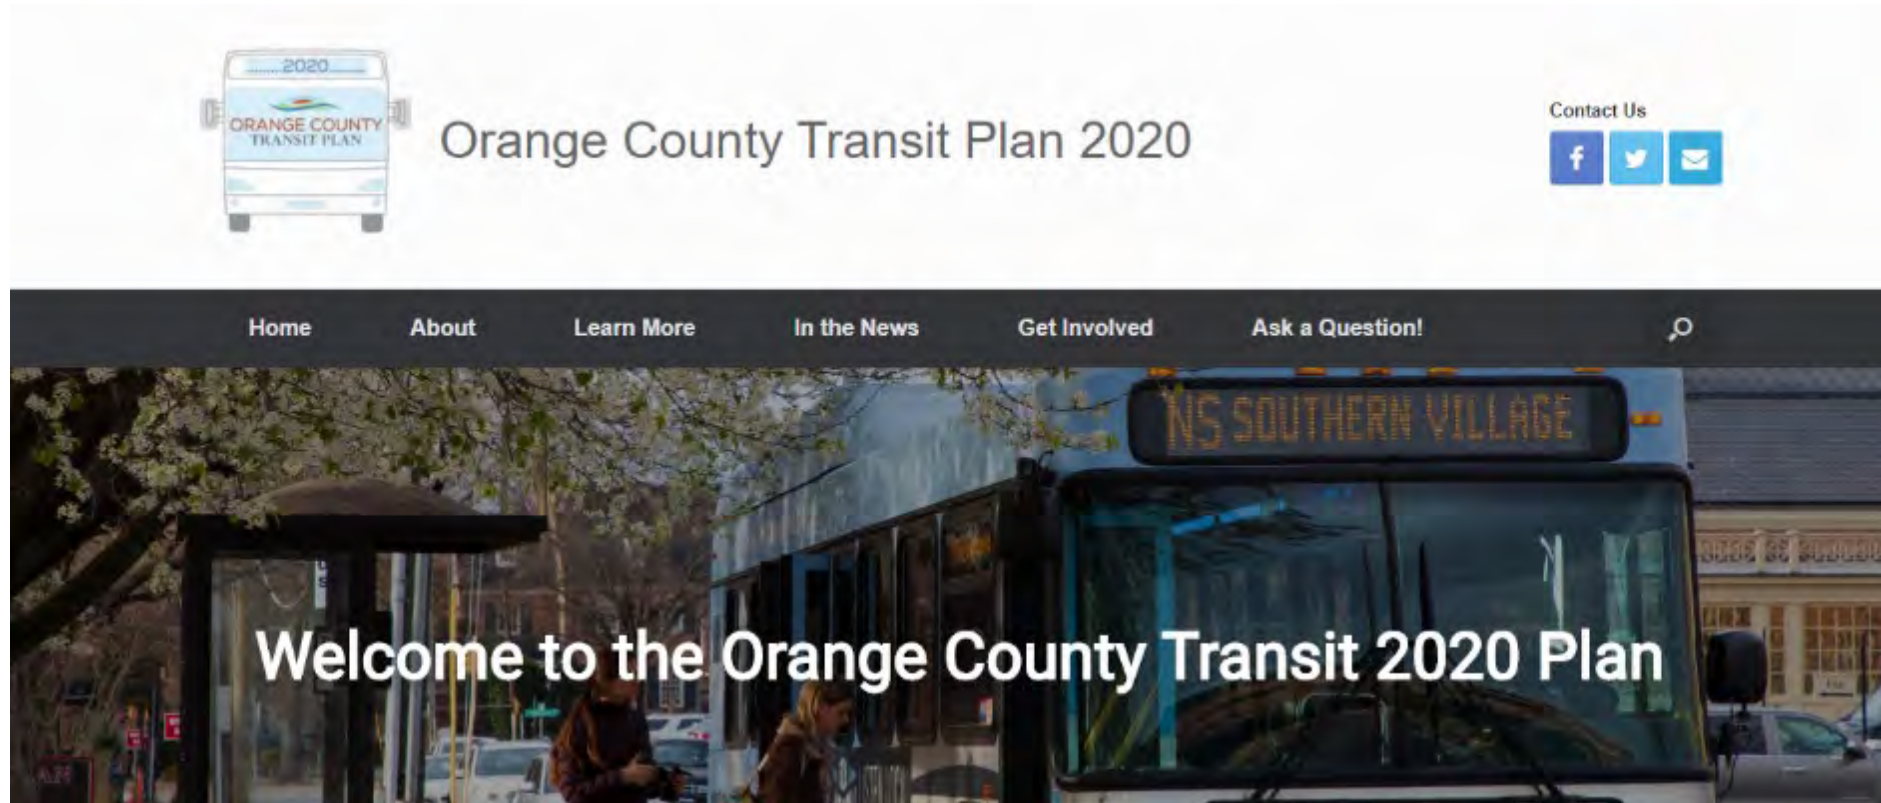 2020
ORANGE COUNTY
TRANSIT PLAN
Orange County Transit Plan 2020
Contact Us
Home
About
Learn More
In the News
Get Involved
Ask a Question!
NS SOUTHERN VILLAGE
Welcome to the Orange County Transit 2020 Plan